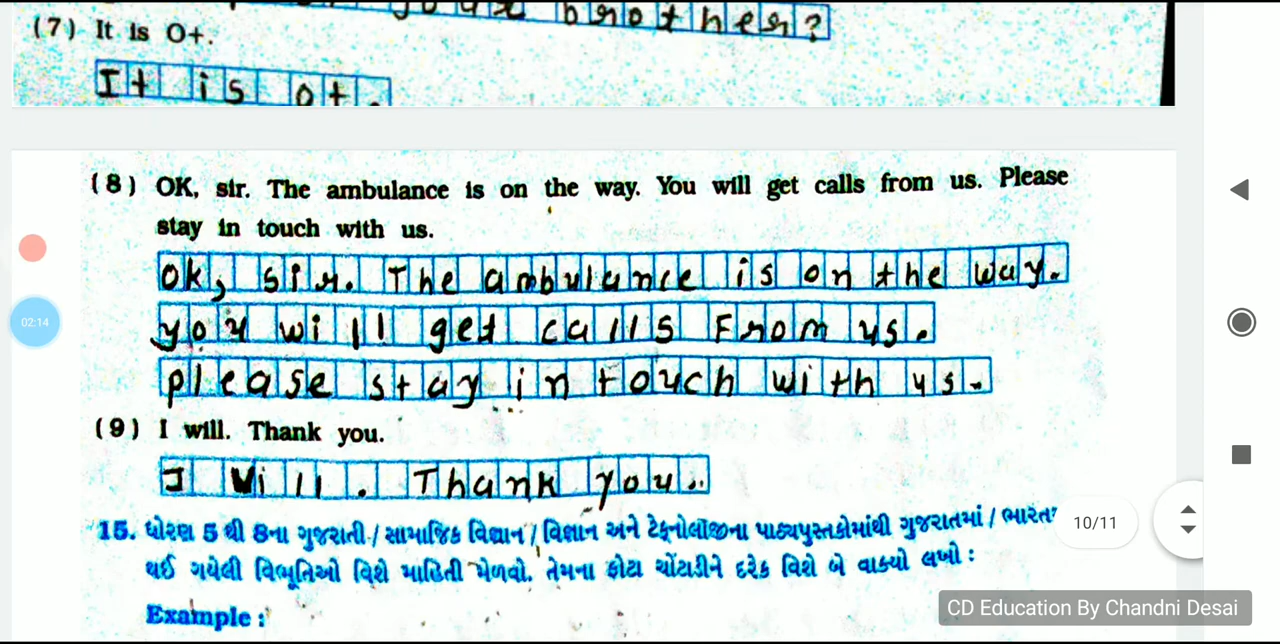 your brother?
(7) It is O+.
It is o+.
(8) OK, sir. The ambulance is on the way. You will get calls from us. Please
stay in touch with us.
ok, sir. The ambulance is on the way.
you will get calls From us.
please stay in touch with us.
(9) I will. Thank you.
I Will. Thank you.
15. ધોરણ 5 થી 8ના ગુજરાતી / સામાજિક વિજ્ઞાન / વિજ્ઞાન અને ટેક્નોલૉજીના પાઠ્યપુસ્તકોમાંથી ગુજરાતમાં / ભારત
થઈ ગયેલી વિભૂતિઓ વિશે માહિતી મેળવો. તેમના ફોટા ચોંટાડીને દરેક વિશે બે વાક્યો લખો :
Example :
02:14
10/11
CD Education By Chandni Desai